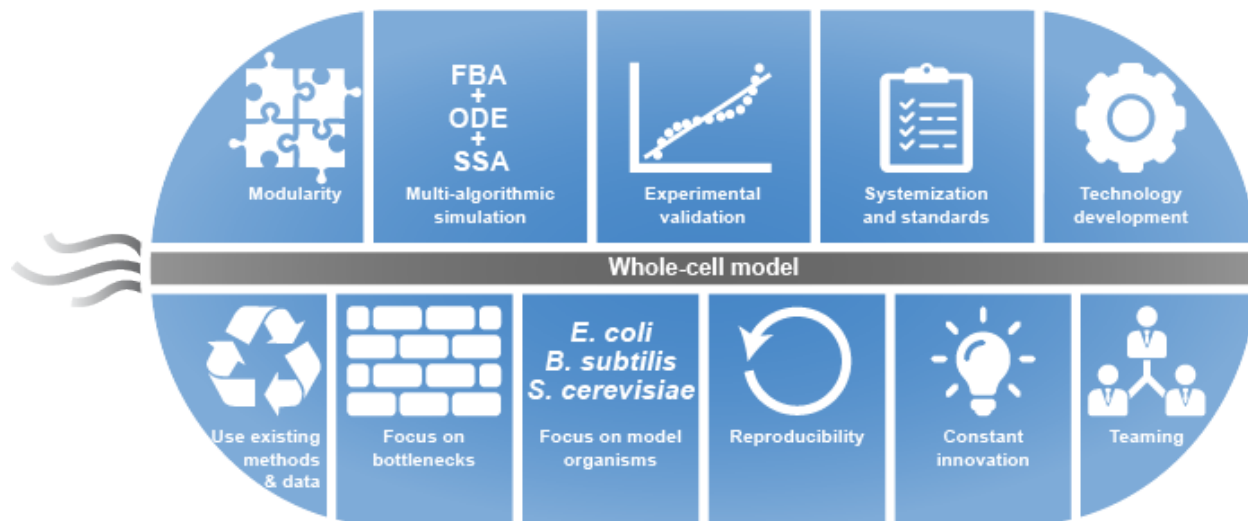 FBA
+
ODE
+
SSA
Modularity
Multi-algorithmic
simulation
Experimental
validation
Systemization
and standards
Technology
development
Whole-cell model
E. coli
B. subtilis
S. cerevisiae
Use existing
methods
& data
Focus on
bottlenecks
Focus on model
organisms
Reproducibility
Constant
innovation
Teaming